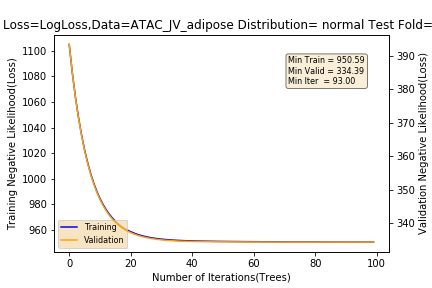 Loss=LogLoss,Data=ATAC_JV_adipose Distribution= normal Test Fold=
Min Train = 950.59
Min Valid = 334.39
Min Iter = 93.00
Training Negative Likelihood(Loss)
1100
1080
1060
1040
1020
1000
980
960
390
380
370
360
350
340
Validation Negative Likelihood(Loss)
Training
Validation
0 20 40 60 80 100
Number of Iterations(Trees)